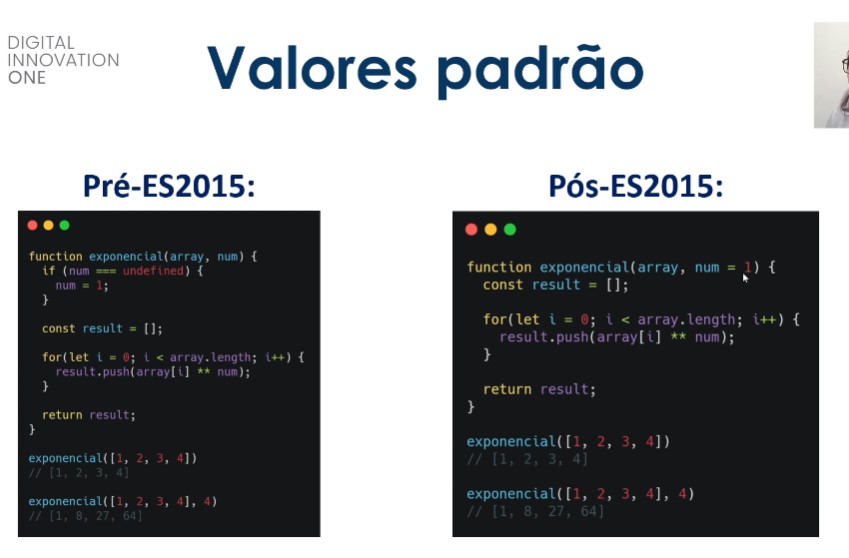 DIGITAL
INNOVATION
ONE
Valores padrão
Pré-ES2015:
function exponencial(array, num) {
  if (num === undefined) {
    num = 1;
  }

  const result = [];

  for(let i = 0; i < array.length; i++) {
    result.push(array[i] ** num);
  }

  return result;
}

exponencial([1, 2, 3, 4])
// [1, 2, 3, 4]

exponencial([1, 2, 3, 4], 4)
// [1, 8, 27, 64]
Pós-ES2015:
function exponencial(array, num = 1) {
  const result = [];

  for(let i = 0; i < array.length; i++) {
    result.push(array[i] ** num);
  }

  return result;
}

exponencial([1, 2, 3, 4])
// [1, 2, 3, 4]

exponencial([1, 2, 3, 4], 4)
// [1, 8, 27, 64]